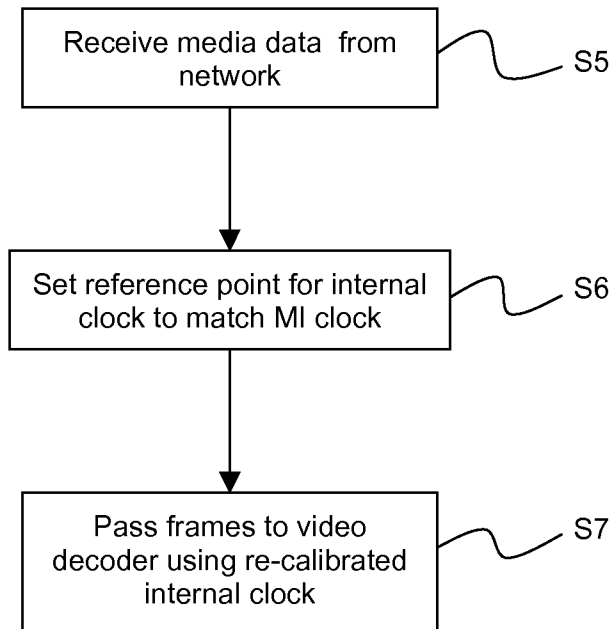 Receive media data from
network
S5
Set reference point for internal
clock to match MI clock
S6
Pass frames to video
decoder using re-calibrated
internal clock
S7